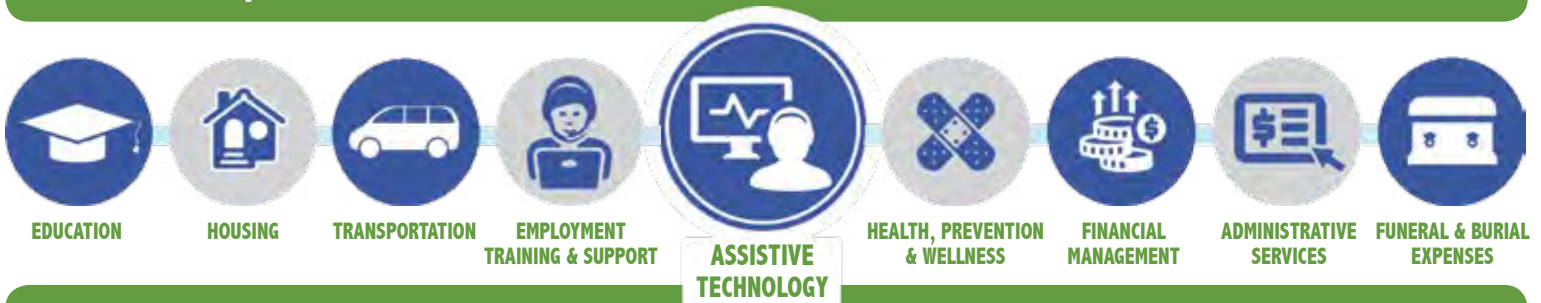 EDUCATION
HOUSING
TRANSPORTATION
EMPLOYMENT
TRAINING & SUPPORT
ASSISTIVE
TECHNOLOGY
HEALTH, PREVENTION
& WELLNESS
FINANCIAL
MANAGEMENT
ADMINISTRATIVE
SERVICES
FUNERAL & BURIAL
EXPENSES
$
$